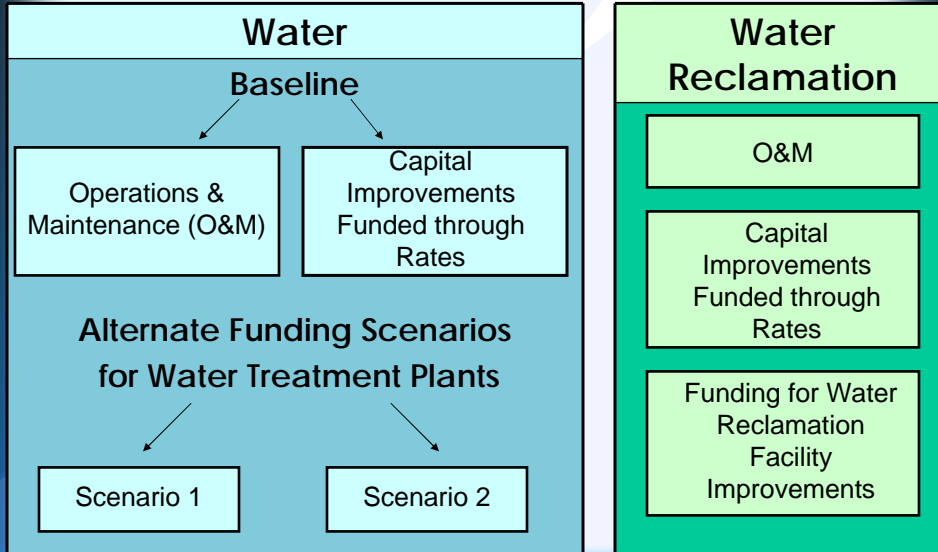 Water
Baseline
Operations &
Maintenance (O&M)
Capital
Improvements
Funded through
Rates
Alternate Funding Scenarios
for Water Treatment Plants
Scenario 1
Scenario 2
Water
Reclamation
O&M
Capital
Improvements
Funded through
Rates
Funding for Water
Reclamation
Facility
Improvements